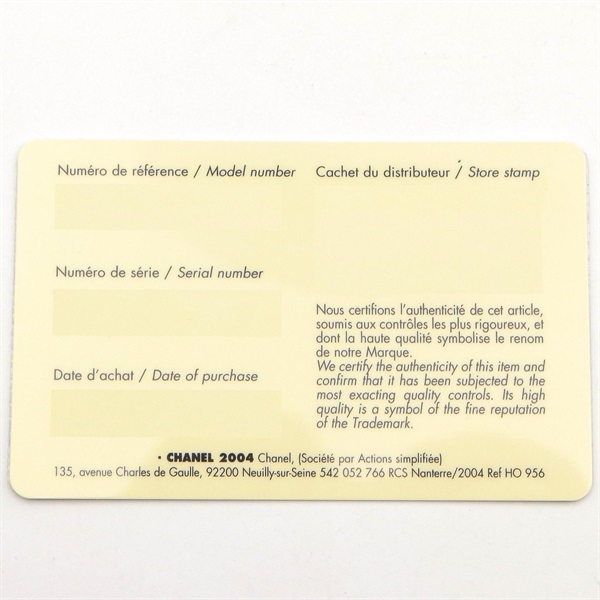 Numéro de référence / Model number
Cachet du distributeur / Store stamp
Numéro de série / Serial number
Nous certifions l'authenticité de cet article,
soumis aux contrôles les plus rigoureux, et
dont la haute qualité symbolise le renom
de notre Marque.
We certify the authenticity of this item and
confirm that it has been subjected to the
most exacting quality controls. Its high
quality is a symbol of the fine reputation
of the Trademark.
Date d'achat / Date of purchase
· CHANEL 2004 Chanel, (Société par Actions simplifiée)
135, avenue Charles de Gaulle, 92200 Neuilly-sur-Seine 542 052 766 RCS Nanterre/2004 Ref HO 956